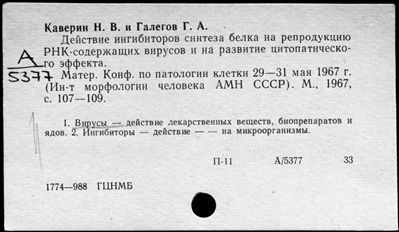 Каверин Н. В. и Галегов Г. А.
Действие ингибиторов синтеза белка на репродукцию
РНК-содержащих вирусов и на развитие цитопатическо-
го эффекта.
А
5377
Матер. Конф. по патологии клетки 29—31 мая 1967 г.
(Ин-т морфологии человека АМН СССР). М., 1967,
с. 107—109.
1. Вирусы — действие лекарственных веществ, биопрепаратов и
ядов. 2. Ингибиторы — действие — — на микроорганизмы.
П-11 А/5377 33
1774—988 ГЦНМБ